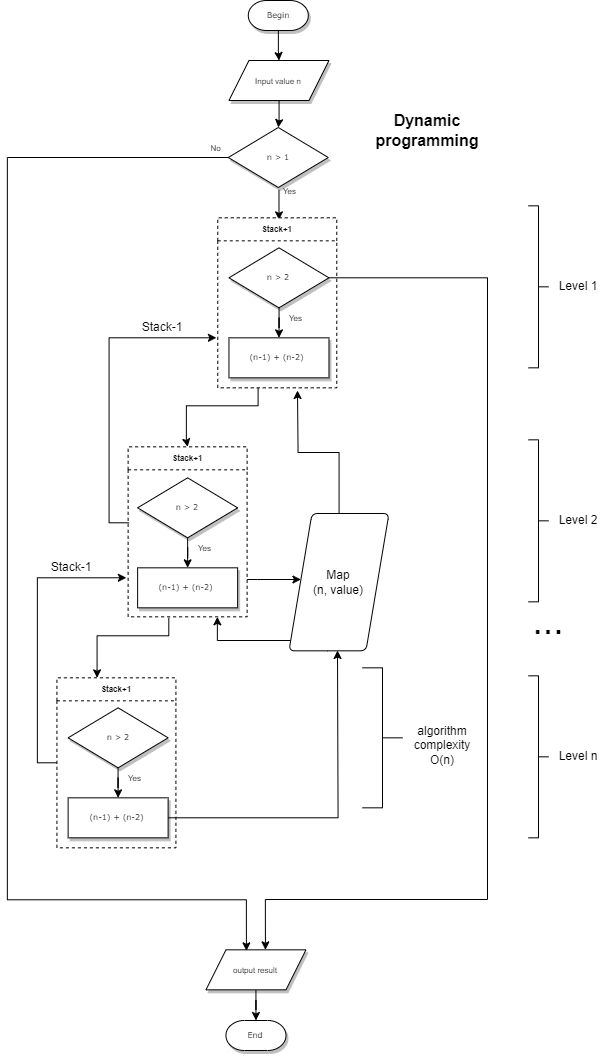 Begin
Input value n
Dynamic
programming
No
n > 1
Yes
Stack+1
n > 2
Level 1
Yes
Stack-1
(n-1) + (n-2)
Stack+1
n > 2
Level 2
Yes
Stack-1
Map
(n, value)
(n-1) + (n-2)
...
Stack+1
n > 2
algorithm
complexity
O(n)
Level n
Yes
(n-1) + (n-2)
output result
End